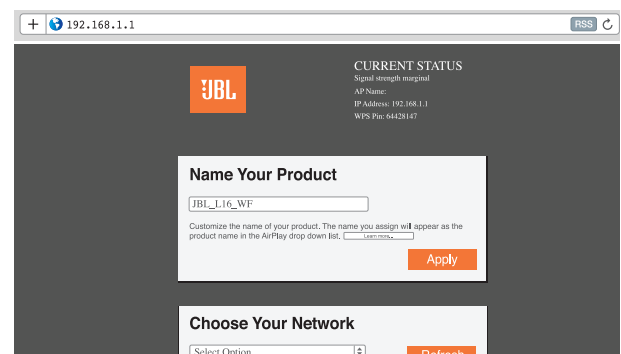 192.168.1.1
RSS
JBL
CURRENT STATUS
Signal strength marginal
AP Name:
IP Address: 192.168.1.1
WPS Pin: 64428147
Name Your Product
JBL_L16_WF
Customize the name of your product. The name you assign will appear as the
product name in the AirPlay drop down list. Learn more...
Apply
Choose Your Network
Select Option
Refresh